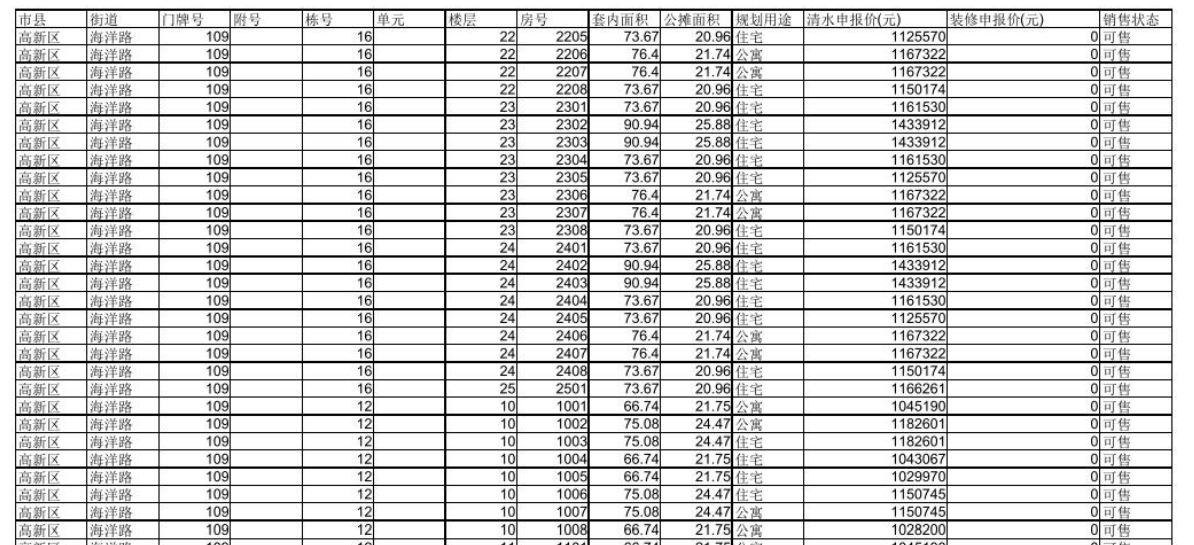 市县 街道 门牌号 附号 栋号 单元 楼层 房号 套内面积 公摊面积 规划用途 清水申报价(元) 装修申报价(元) 销售状态
高新区 海洋路 109 16 22 2205 73.67 20.96 住宅 1125570 0 可售
高新区 海洋路 109 16 22 2206 76.4 21.74 公寓 1167322 0 可售
高新区 海洋路 109 16 22 2207 76.4 21.74 公寓 1167322 0 可售
高新区 海洋路 109 16 22 2208 73.67 20.96 住宅 1150174 0 可售
高新区 海洋路 109 16 23 2301 73.67 20.96 住宅 1161530 0 可售
高新区 海洋路 109 16 23 2302 90.94 25.88 住宅 1433912 0 可售
高新区 海洋路 109 16 23 2303 90.94 25.88 住宅 1433912 0 可售
高新区 海洋路 109 16 23 2304 73.67 20.96 住宅 1161530 0 可售
高新区 海洋路 109 16 23 2305 73.67 20.96 住宅 1125570 0 可售
高新区 海洋路 109 16 23 2306 76.4 21.74 公寓 1167322 0 可售
高新区 海洋路 109 16 23 2307 76.4 21.74 公寓 1167322 0 可售
高新区 海洋路 109 16 23 2308 73.67 20.96 住宅 1150174 0 可售
高新区 海洋路 109 16 24 2401 73.67 20.96 住宅 1161530 0 可售
高新区 海洋路 109 16 24 2402 90.94 25.88 住宅 1433912 0 可售
高新区 海洋路 109 16 24 2403 90.94 25.88 住宅 1433912 0 可售
高新区 海洋路 109 16 24 2404 73.67 20.96 住宅 1161530 0 可售
高新区 海洋路 109 16 24 2405 73.67 20.96 住宅 1125570 0 可售
高新区 海洋路 109 16 24 2406 76.4 21.74 公寓 1167322 0 可售
高新区 海洋路 109 16 24 2407 76.4 21.74 公寓 1167322 0 可售
高新区 海洋路 109 16 24 2408 73.67 20.96 住宅 1150174 0 可售
高新区 海洋路 109 16 25 2501 73.67 20.96 住宅 1166261 0 可售
高新区 海洋路 109 12 10 1001 66.74 21.75 公寓 1045190 0 可售
高新区 海洋路 109 12 10 1002 75.08 24.47 公寓 1182601 0 可售
高新区 海洋路 109 12 10 1003 75.08 24.47 住宅 1182601 0 可售
高新区 海洋路 109 12 10 1004 66.74 21.75 住宅 1043067 0 可售
高新区 海洋路 109 12 10 1005 66.74 21.75 住宅 1029970 0 可售
高新区 海洋路 109 12 10 1006 75.08 24.47 住宅 1150745 0 可售
高新区 海洋路 109 12 10 1007 75.08 24.47 公寓 1150745 0 可售
高新区 海洋路 109 12 10 1008 66.74 21.75 公寓 1028200 0 可售